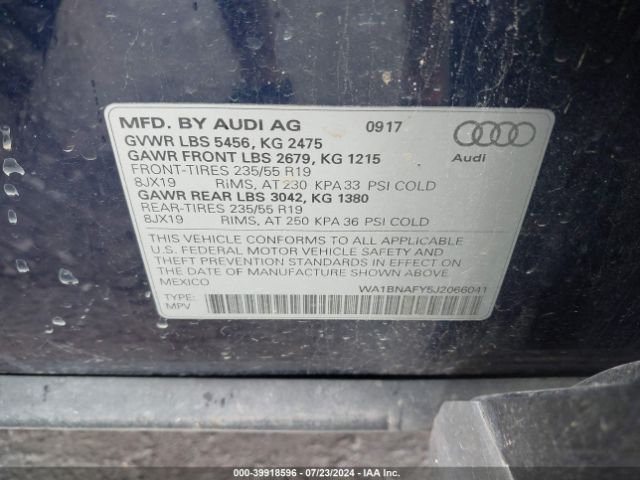 MFD. BY AUDI AG 0917
GVWR LBS 5456, KG 2475
GAWR FRONT LBS 2679, KG 1215
FRONT-TIRES 235/55 R19
8JX19 RIMS, AT 230 KPA 33 PSI COLD
GAWR REAR LBS 3042, KG 1380
REAR-TIRES 235/55 R19
8JX19 RIMS, AT 250 KPA 36 PSI COLD
Audi
THIS VEHICLE CONFORMS TO ALL APPLICABLE
U.S. FEDERAL MOTOR VEHICLE SAFETY AND
THEFT PREVENTION STANDARDS IN EFFECT ON
THE DATE OF MANUFACTURE SHOWN ABOVE.
MEXICO
WA1BNAFY5J2066041
TYPE:
MPV
000-39918596 - 07/23/2024 - IAA Inc.